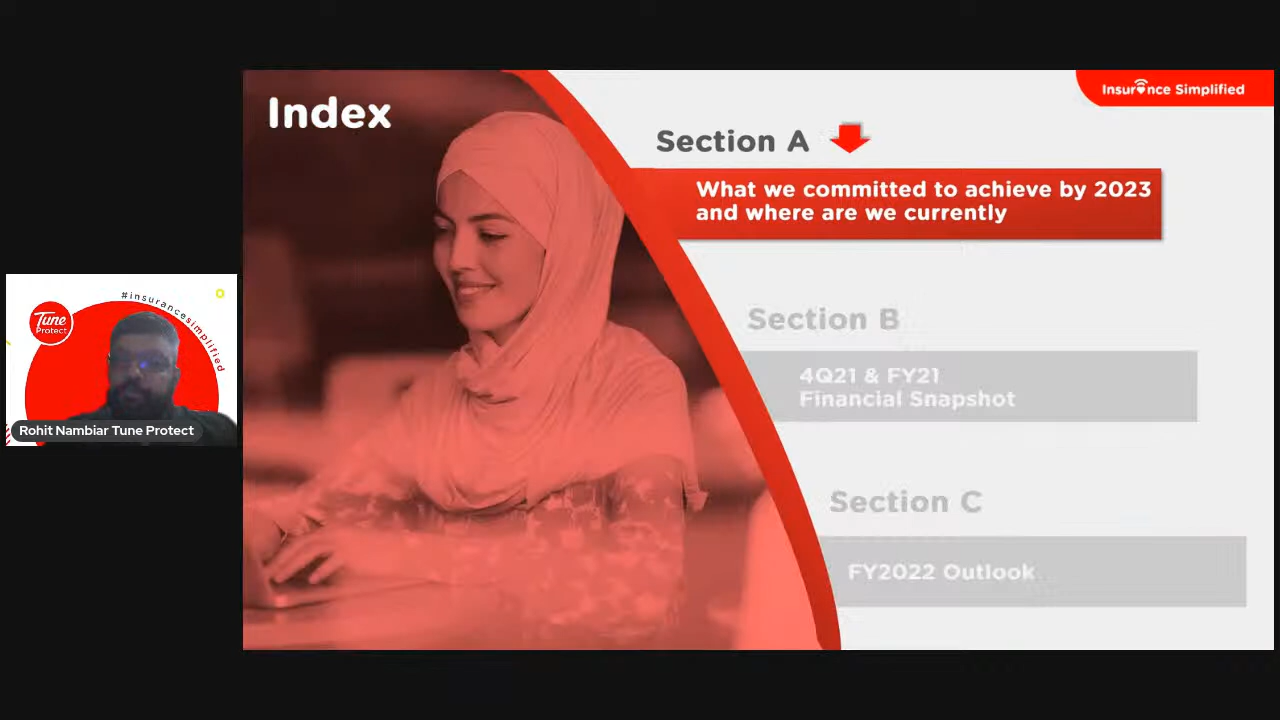 Index
Insurance Simplified
Section A
What we committed to achieve by 2023
and where are we currently
Section B
4Q21 & FY21
Financial Snapshot
Section C
FY2022 Outlook
#insurancesimplified
Tune
Protect
Rohit Nambiar Tune Protect